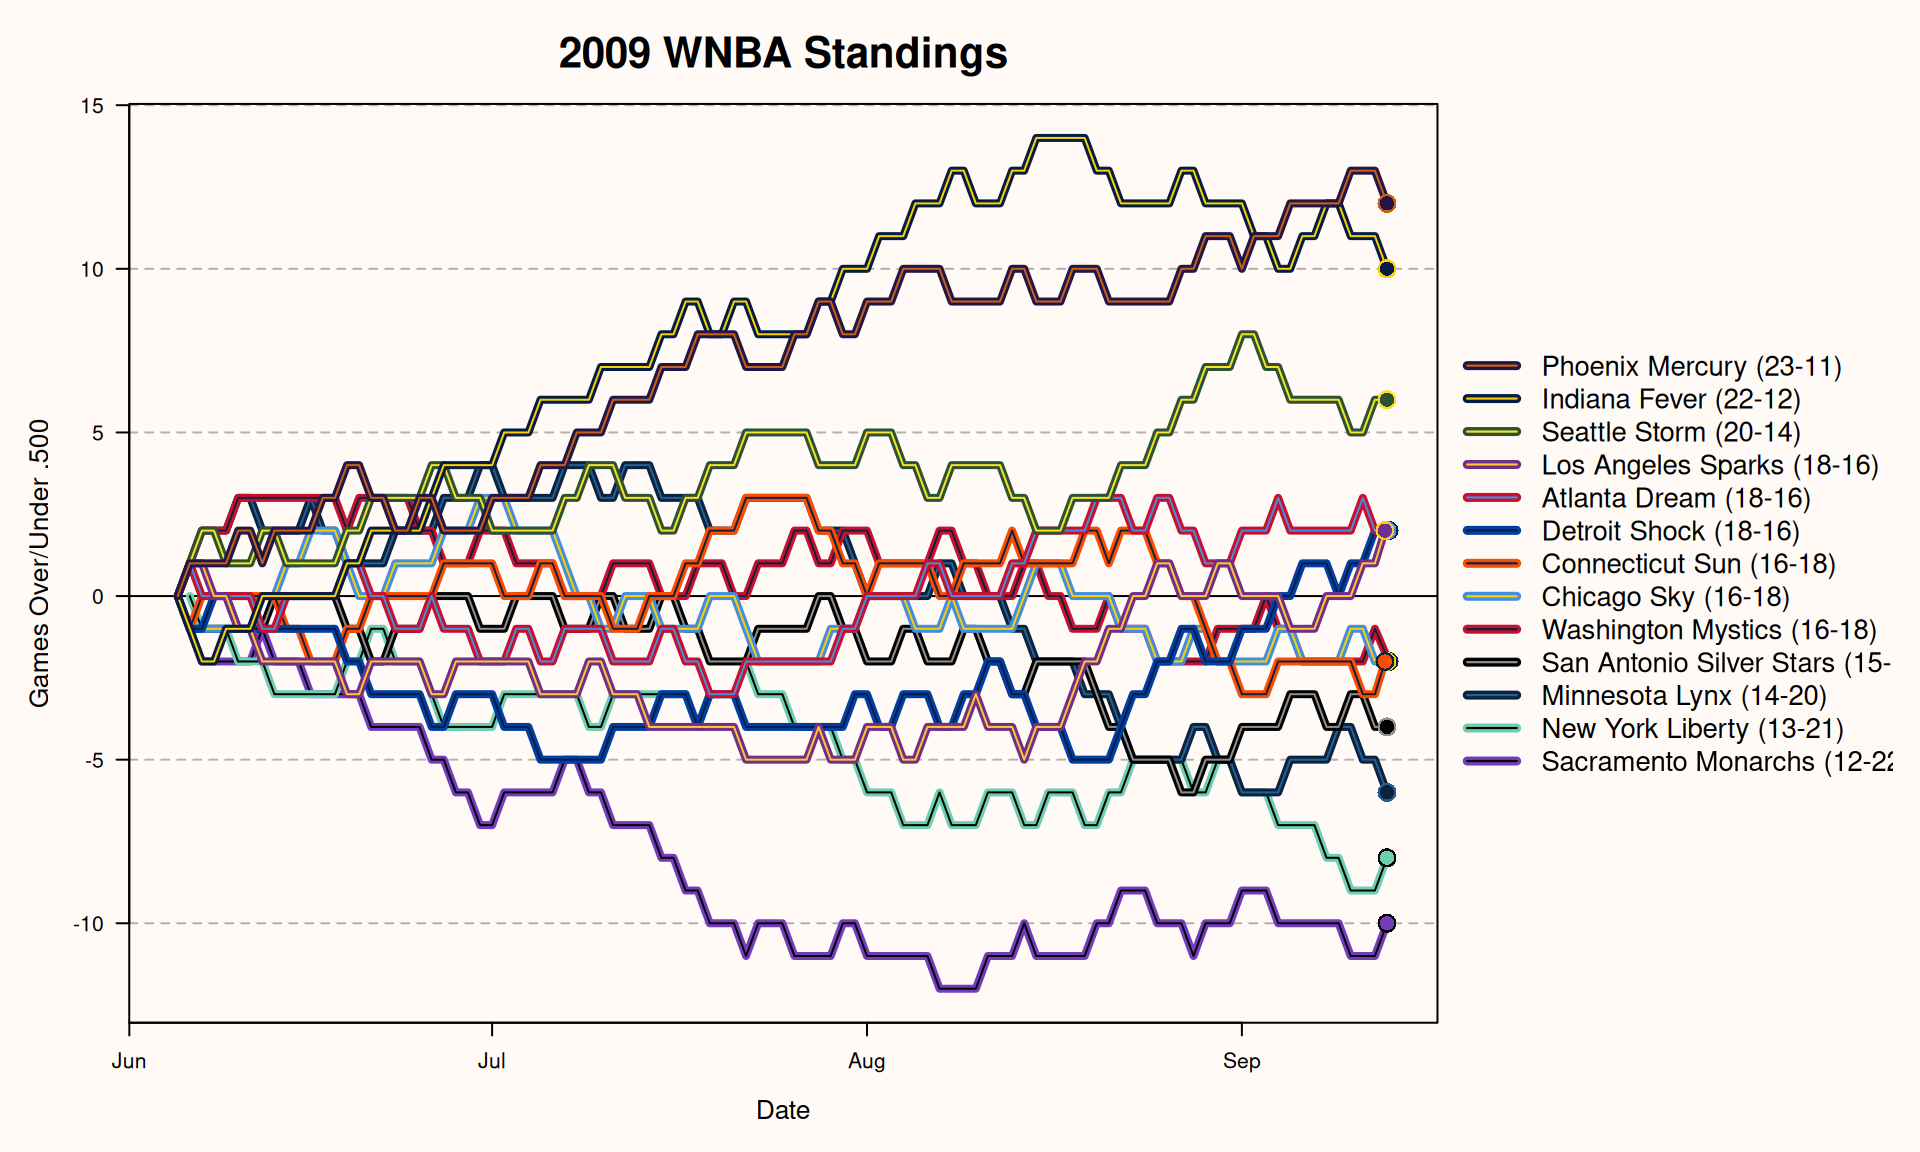 2009 WNBA Standings
Games Over/Under .500
15
10
5
0
-5
-10
Jun
Jul
Aug
Sep
Date
Phoenix Mercury (23-11)
Indiana Fever (22-12)
Seattle Storm (20-14)
Los Angeles Sparks (18-16)
Atlanta Dream (18-16)
Detroit Shock (18-16)
Connecticut Sun (16-18)
Chicago Sky (16-18)
Washington Mystics (16-18)
San Antonio Silver Stars (15-
Minnesota Lynx (14-20)
New York Liberty (13-21)
Sacramento Monarchs (12-22